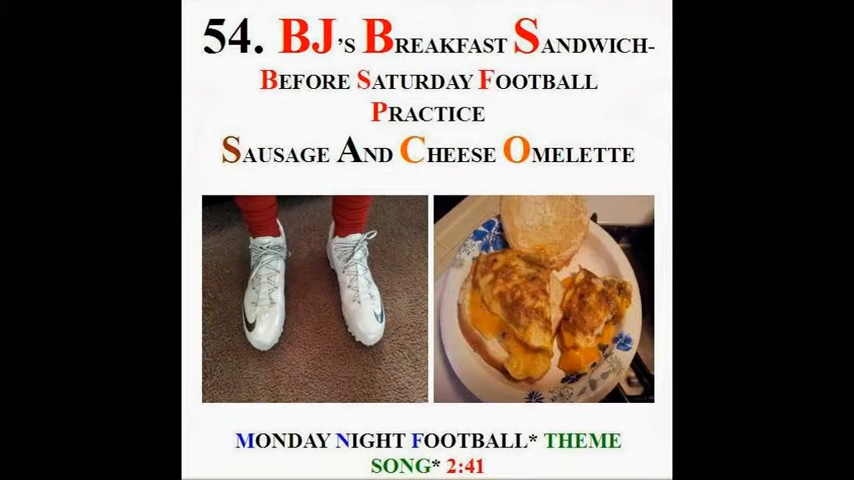 54. BJ's Breakfast Sandwich-
Before Saturday Football
Practice
Sausage And Cheese Omelette
MONDAY NIGHT FOOTBALL* THEME
SONG* 2:41